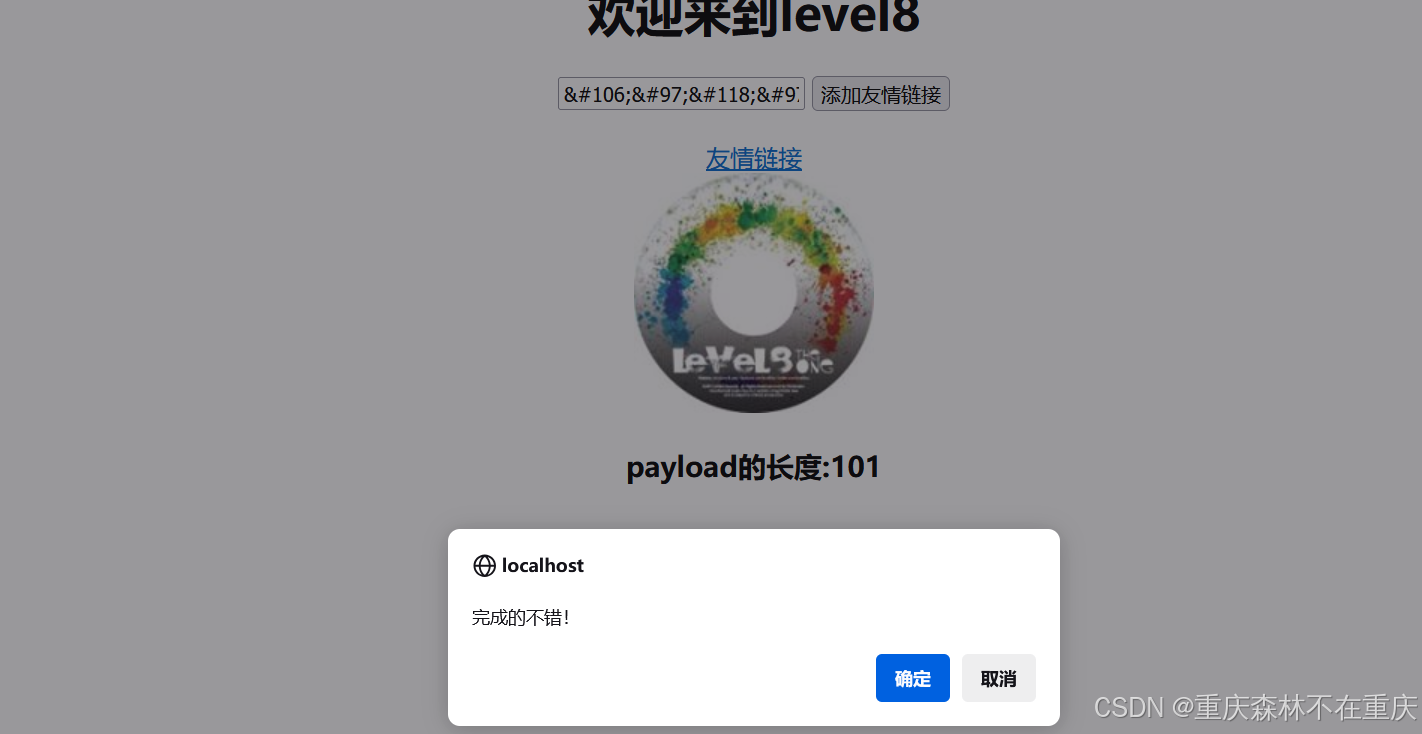 欢迎来到level8
&#106;&#97;&#118;&#9
添加友情链接
友情链接
LeVeL8 THE ONE
payload的长度:101
localhost
完成的不错!
确定
取消
CSDN @重庆森林不在重庆